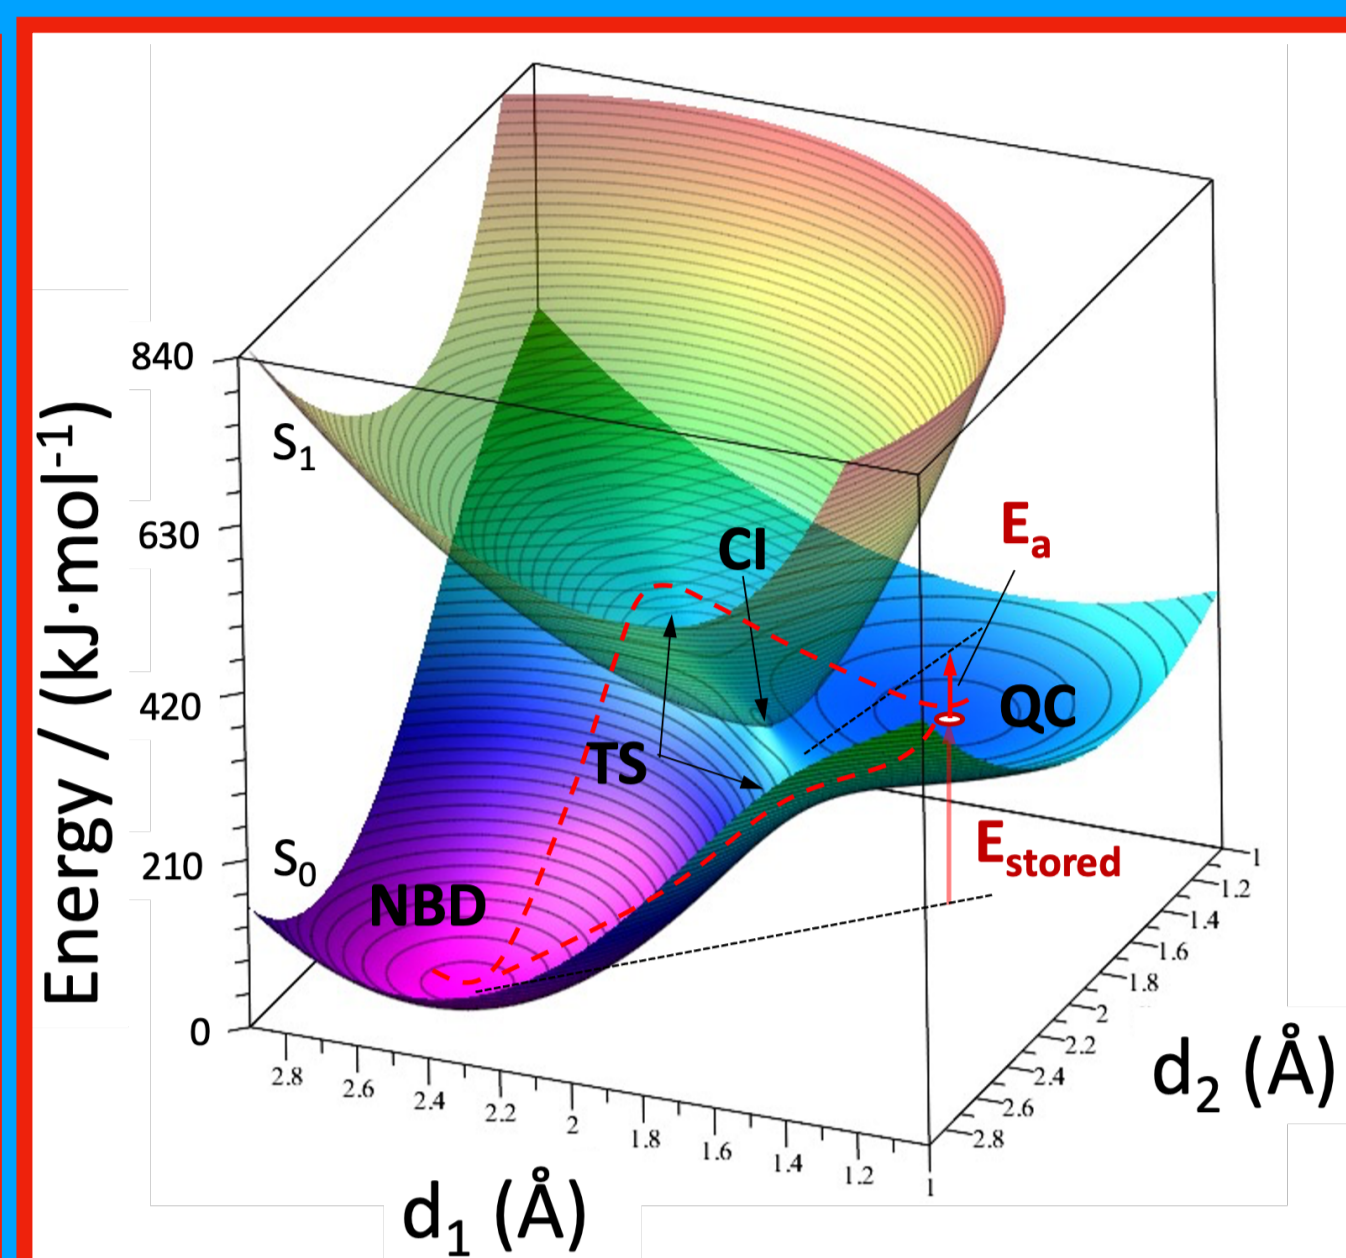 Energy / (kJ·mol⁻¹)
840
630
420
210
0
S₁
S₀
CI
Eₐ
TS
QC
NBD
E_stored
2.8
2.6
2.4
2.2
2
1.8
1.6
1.4
1.2
1
d₁ (Å)
1
1.2
1.4
1.6
1.8
2
2.2
2.4
2.6
2.8
d₂ (Å)